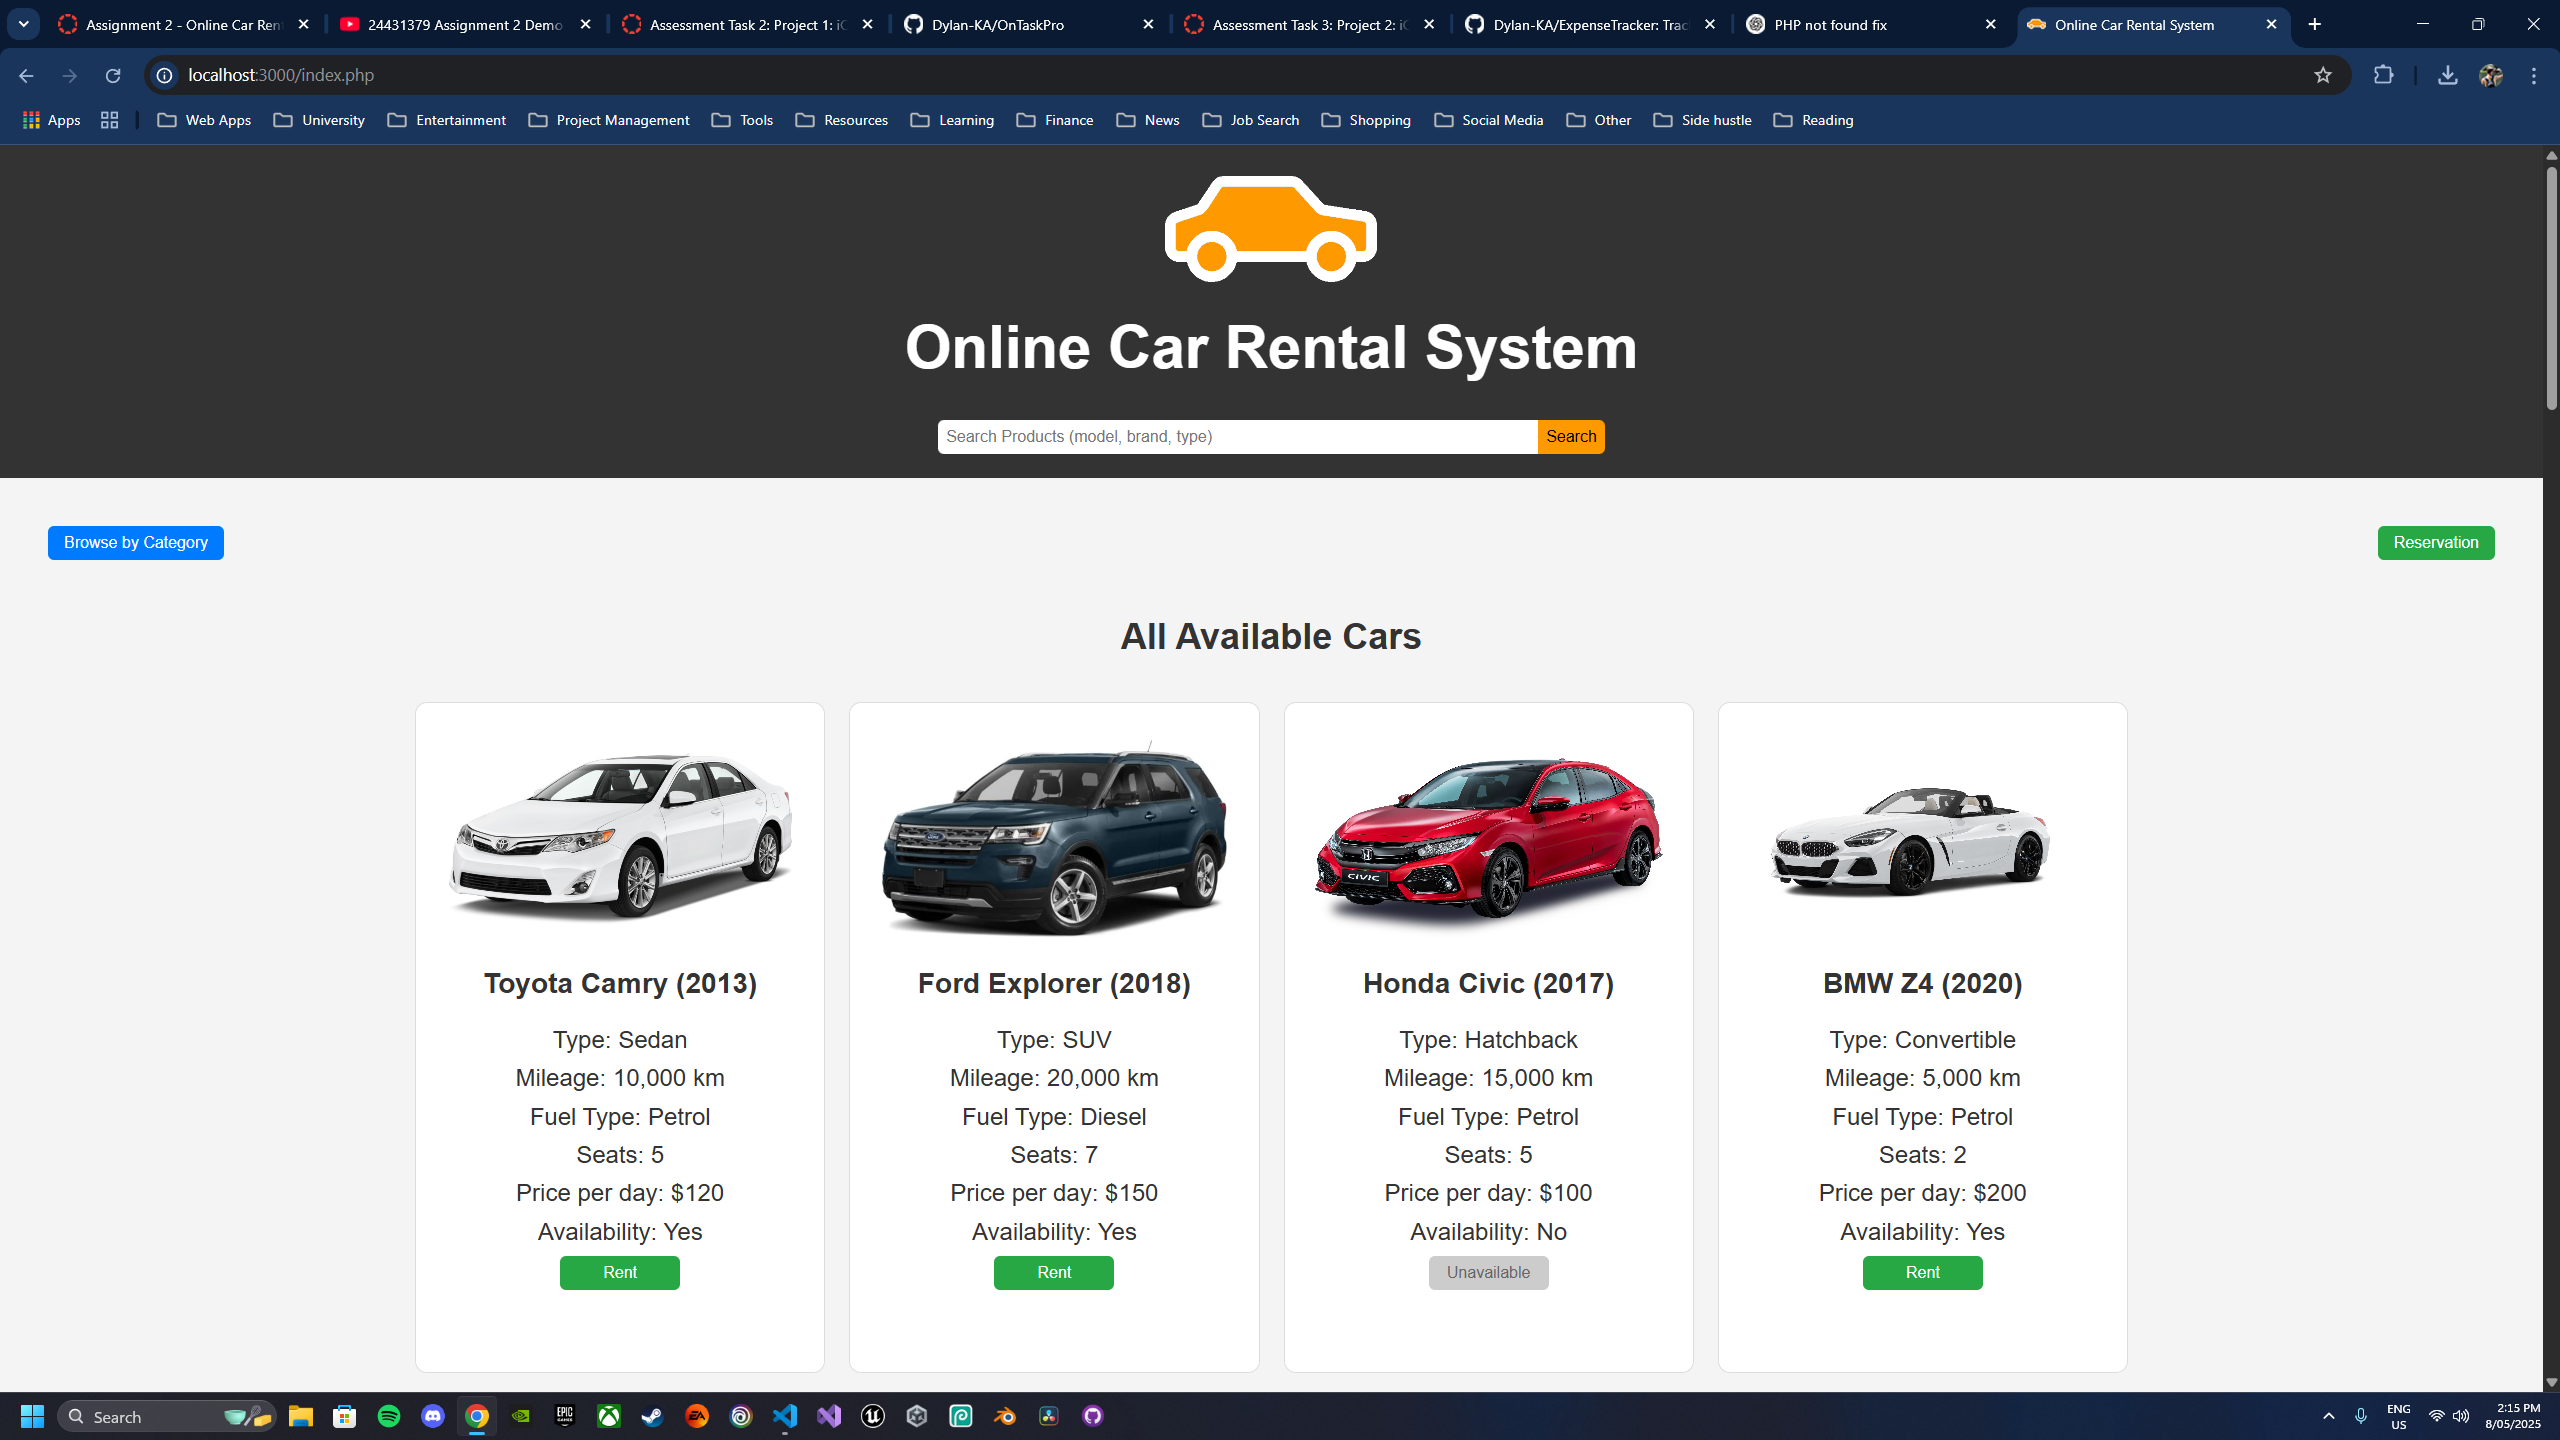 Assignment 2 - Online Car Ren
24431379 Assignment 2 Demo
Assessment Task 2: Project 1: iO
Dylan-KA/OnTaskPro
Assessment Task 3: Project 2: iO
Dylan-KA/ExpenseTracker: Trac
PHP not found fix
Online Car Rental System
localhost:3000/index.php
Apps
Web Apps
University
Entertainment
Project Management
Tools
Resources
Learning
Finance
News
Job Search
Shopping
Social Media
Other
Side hustle
Reading
Online Car Rental System
Search Products (model, brand, type)
Search
Browse by Category
Reservation
All Available Cars
CIVIC
Toyota Camry (2013)
Type: Sedan
Mileage: 10,000 km
Fuel Type: Petrol
Seats: 5
Price per day: $120
Availability: Yes
Rent
Ford Explorer (2018)
Type: SUV
Mileage: 20,000 km
Fuel Type: Diesel
Seats: 7
Price per day: $150
Availability: Yes
Rent
Honda Civic (2017)
Type: Hatchback
Mileage: 15,000 km
Fuel Type: Petrol
Seats: 5
Price per day: $100
Availability: No
Unavailable
BMW Z4 (2020)
Type: Convertible
Mileage: 5,000 km
Fuel Type: Petrol
Seats: 2
Price per day: $200
Availability: Yes
Rent
Search
EPIC
GAMES
EA
ENG
US
2:15 PM
8/05/2025